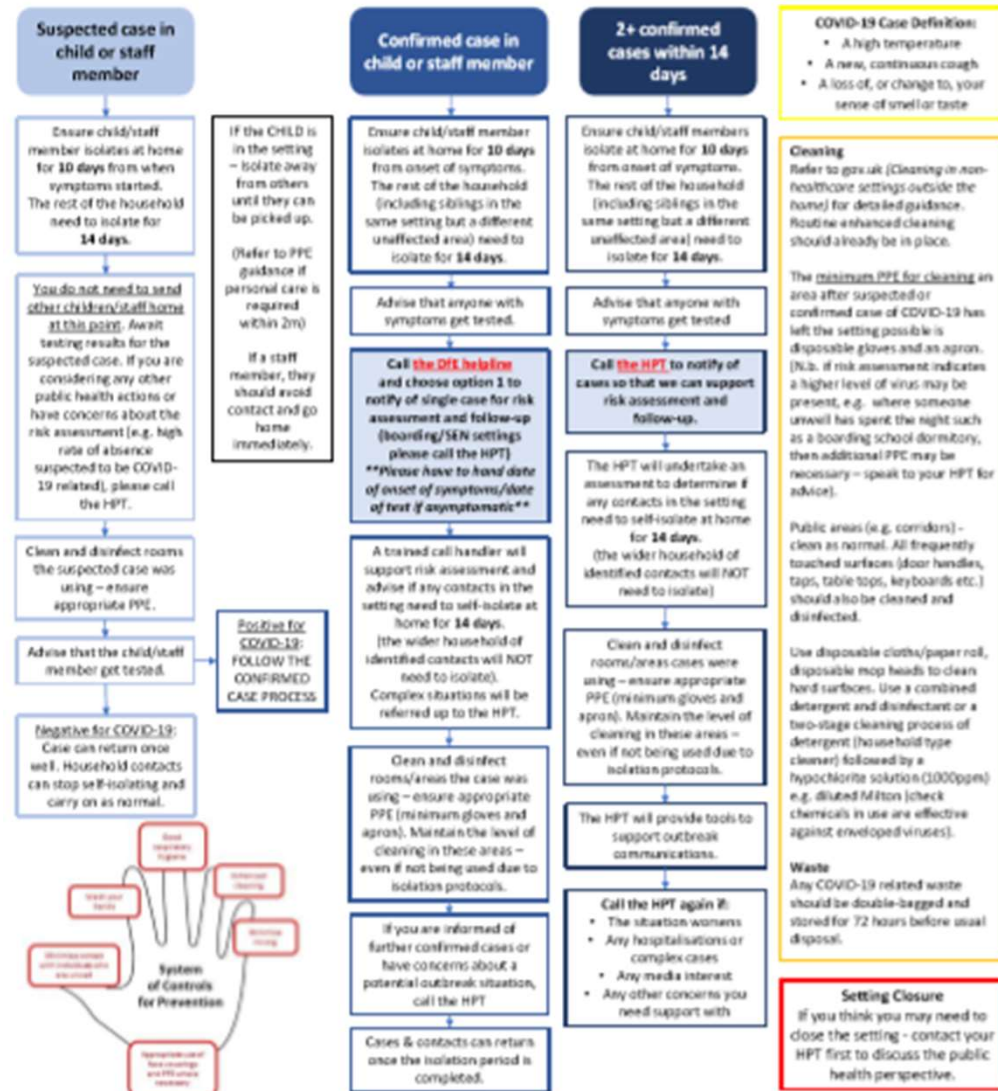 Suspected case in
child or staff
member
Ensure child/staff
member isolates at home
for 10 days from when
symptoms started.
The rest of the household
need to isolate for
14 days.
You do not need to send
other children/staff home
at this point. Await
testing results for the
suspected case. If you are
considering any other
public health actions or
have concerns about the
risk assessment (e.g. high
rate of absence
suspected to be COVID-
19 related), please call
the HPT.
Clean and disinfect rooms
the suspected case was
using – ensure
appropriate PPE.
Advise that the child/staff
member get tested.
Negative for COVID-19:
Case can return once
well. Household contacts
can stop self-isolating and
carry on as normal.
IF the CHILD is
in the setting
– isolate away
from others
until they can
be picked up.
(Refer to PPE
guidance if
personal care is
required
within 2m)
If a staff
member, they
should avoid
contact and go
home
immediately.
Positive for
COVID-19:
FOLLOW THE
CONFIRMED
CASE PROCESS
Confirmed case in
child or staff member
Ensure child/staff member
isolates at home for 10 days
from onset of symptoms.
The rest of the household
(including siblings in the
same setting but a different
unaffected area) need to
isolate for 14 days.
Advise that anyone with
symptoms get tested.
Call the DfE helpline
and choose option 1 to
notify of single case for risk
assessment and follow-up
(boarding/SEN settings
please call the HPT)
**Please have to hand date
of onset of symptoms/date
of test if asymptomatic**
A trained call handler will
support risk assessment and
advise if any contacts in the
setting need to self-isolate at
home for 14 days.
(the wider household of
identified contacts will NOT
need to isolate).
Complex situations will be
referred up to the HPT.
Clean and disinfect
rooms/areas the case was
using – ensure appropriate
PPE (minimum gloves and
apron). Maintain the level of
cleaning in these areas –
even if not being used due to
isolation protocols.
If you are informed of
further confirmed cases or
have concerns about a
potential outbreak situation,
call the HPT
Cases & contacts can return
once the isolation period is
completed.
2+ confirmed
cases within 14
days
Ensure child/staff members
isolate at home for 10 days
from onset of symptoms.
The rest of the household
(including siblings in the
same setting but a different
unaffected area) need to
isolate for 14 days.
Advise that anyone with
symptoms get tested
Call the HPT to notify of
cases so that we can support
risk assessment and
follow-up.
The HPT will undertake an
assessment to determine if
any contacts in the setting
need to self-isolate at home
for 14 days.
(the wider household of
identified contacts will NOT
need to isolate)
Clean and disinfect
rooms/areas cases were
using – ensure appropriate
PPE (minimum gloves and
apron). Maintain the level of
cleaning in these areas –
even if not being used due to
isolation protocols.
The HPT will provide tools to
support outbreak
communications.
Call the HPT again if:
• The situation worsens
• Any hospitalisations or
complex cases
• Any media interest
• Any other concerns you
need support with
COVID-19 Case Definition:
• A high temperature
• A new, continuous cough
• A loss of, or change to, your
sense of smell or taste
Cleaning
Refer to gov.uk (Cleaning in non-
healthcare settings outside the
home) for detailed guidance.
Routine enhanced cleaning
should already be in place.
The minimum PPE for cleaning an
area after suspected or
confirmed case of COVID-19 has
left the setting possible is
disposable gloves and an apron.
(N.b. if risk assessment indicates
a higher level of virus may be
present, e.g. where someone
unwell has spent the night such
as a boarding school dormitory,
then additional PPE may be
necessary – speak to your HPT for
advice).
Public areas (e.g. corridors) -
clean as normal. All frequently
touched surfaces (door handles,
taps, table tops, keyboards etc.)
should also be cleaned and
disinfected.
Use disposable cloths/paper roll,
disposable mop heads to clean
hard surfaces. Use a combined
detergent and disinfectant or a
two-stage cleaning process of
detergent (household type
cleaner) followed by a
hypochlorite solution (1000ppm)
e.g. diluted Milton (check
chemicals in use are effective
against enveloped viruses).
Waste
Any COVID-19 related waste
should be double-bagged and
stored for 72 hours before usual
disposal.
Setting Closure
If you think you may need to
close the setting - contact your
HPT first to discuss the public
health perspective.
System
of Controls
for Prevention